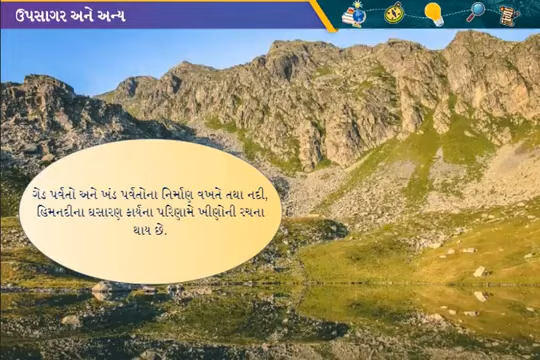 ઉપસાગર અને અન્ય
ગેડ પર્વતો અને ખંડ પર્વતોના નિર્માણ વખતે તથા નદી,
હિમનદીના ઘસારણ કાર્યના પરિણામે ખીણોની રચના
થાય છે.